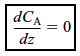 dC_A/dz = 0